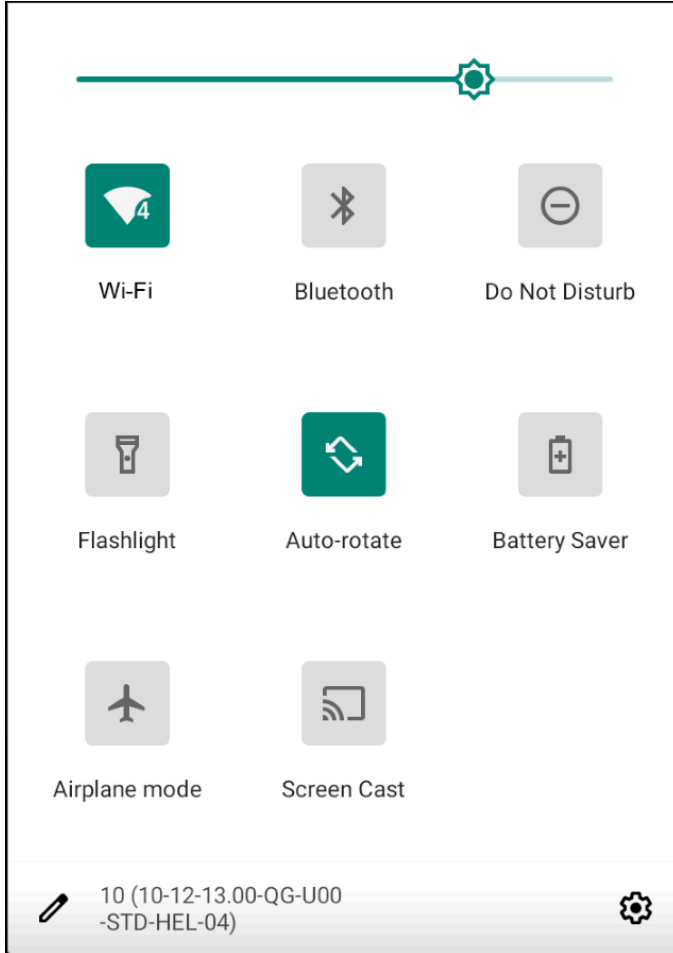 4
Wi-Fi
Bluetooth
Do Not Disturb
Flashlight
Auto-rotate
Battery Saver
Airplane mode
Screen Cast
10 (10-12-13.00-QG-U00
-STD-HEL-04)